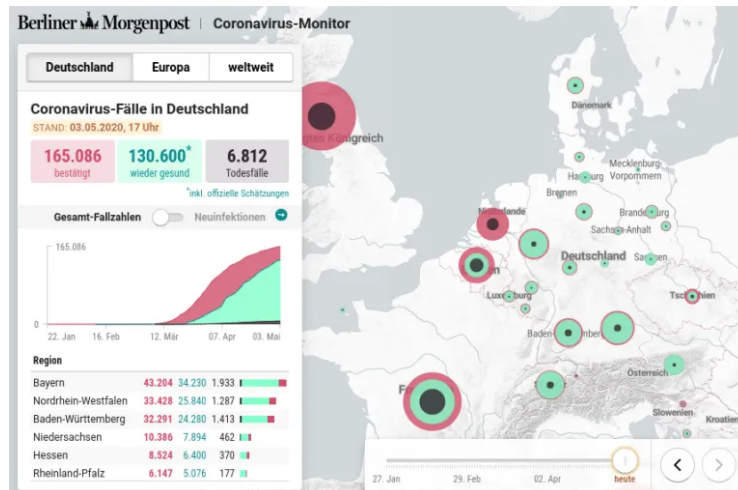 Berliner Morgenpost | Coronavirus-Monitor
Deutschland Europa weltweit
Coronavirus-Fälle in Deutschland
STAND: 03.05.2020, 17 Uhr
165.086 130.600* 6.812
bestätigt wieder gesund Todesfälle
*inkl. offizielle Schätzungen
Gesamt-Fallzahlen Neuinfektionen
165.086
0
22. Jan 16. Feb 12. Mär 07. Apr 03. Mai
Region
Bayern 43.204 34.230 1.933
Nordrhein-Westfalen 33.428 25.840 1.287
Baden-Württemberg 32.291 24.280 1.413
Niedersachsen 10.386 7.894 462
Hessen 8.524 6.400 370
Rheinland-Pfalz 6.147 5.076 177
Dänemark
Königreich
Mecklenburg-
Vorpommern
Hamburg
Bremen
Niederlande
Brandenburg
Sachsen-Anhalt
Deutschland
Sachsen
Luxemburg
Tschechien
Baden-
Österreich
Slowenien
Kroatien
27. Jan 29. Feb 02. Apr heute